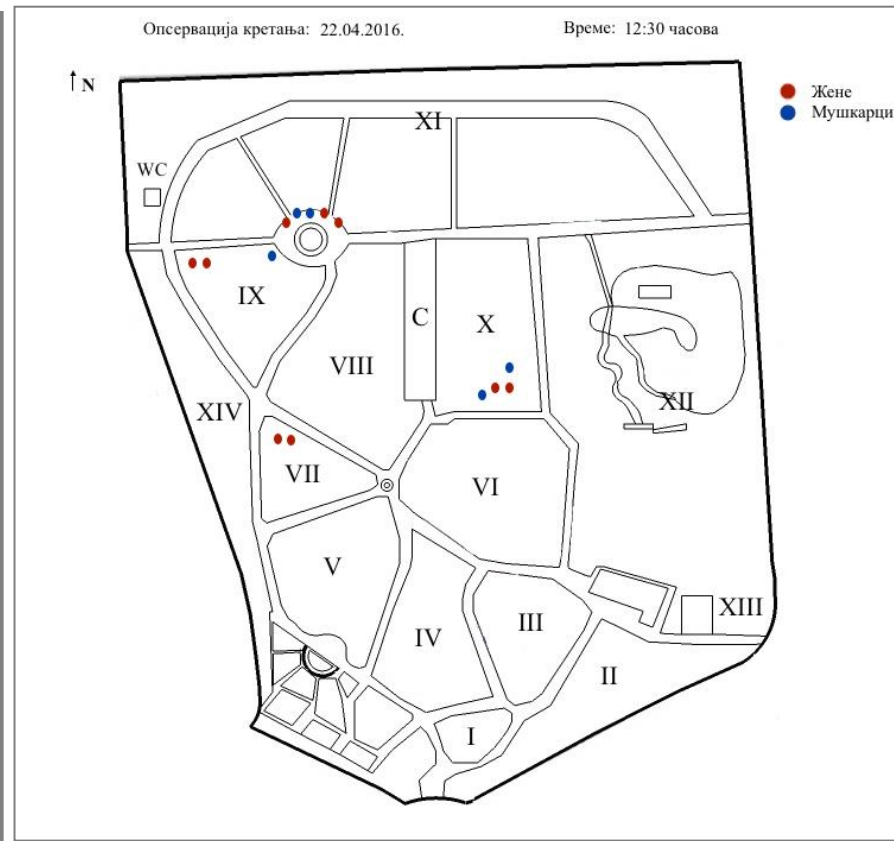 Опсервација кретања: 22.04.2016.
Време: 12:30 часова
N
Жене
Мушкарци
XI
WC
IX
C
X
VIII
XIV
XII
VII
VI
V
XIII
IV
III
II
I